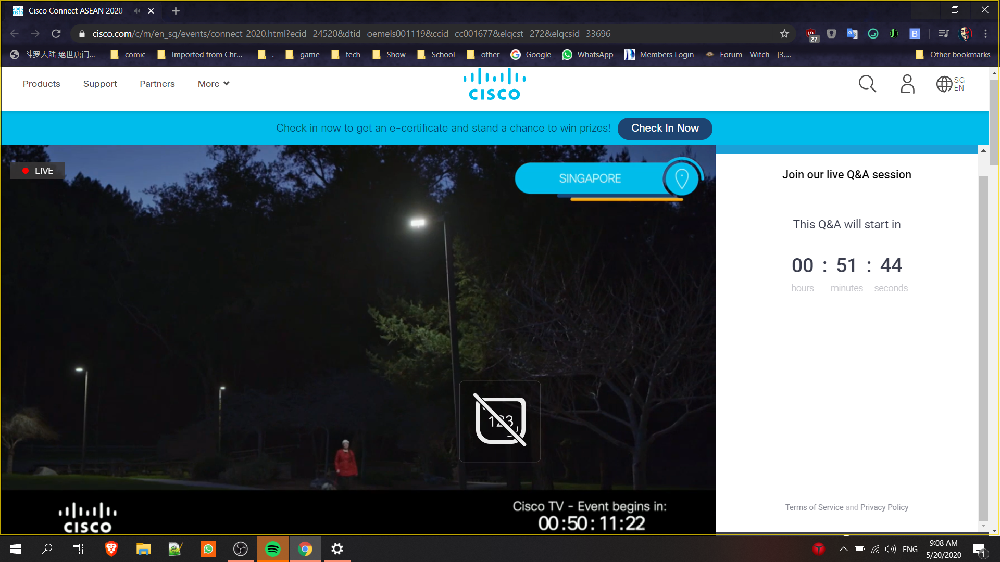 Cisco Connect ASEAN 2020 -
cisco.com/c/m/en_sg/events/connect-2020.html?ecid=24520&dtid=oemels001119&ccid=cc001677&elqcst=272&elqcsid=33696
27
B
斗罗大陆 绝世唐门...
comic
Imported from Chr...
.
game
tech
Show
School
other
Google
WhatsApp
Members Login
Forum - Witch - [3....
Other bookmarks
Products
Support
Partners
More
CISCO
SG
EN
Check in now to get an e-certificate and stand a chance to win prizes!
Check In Now
LIVE
SINGAPORE
Join our live Q&A session
This Q&A will start in
00 : 51 : 44
hours minutes seconds
123
Terms of Service and Privacy Policy
CISCO
Cisco TV - Event begins in:
00:50:11:22
ENG
9:08 AM
5/20/2020
1